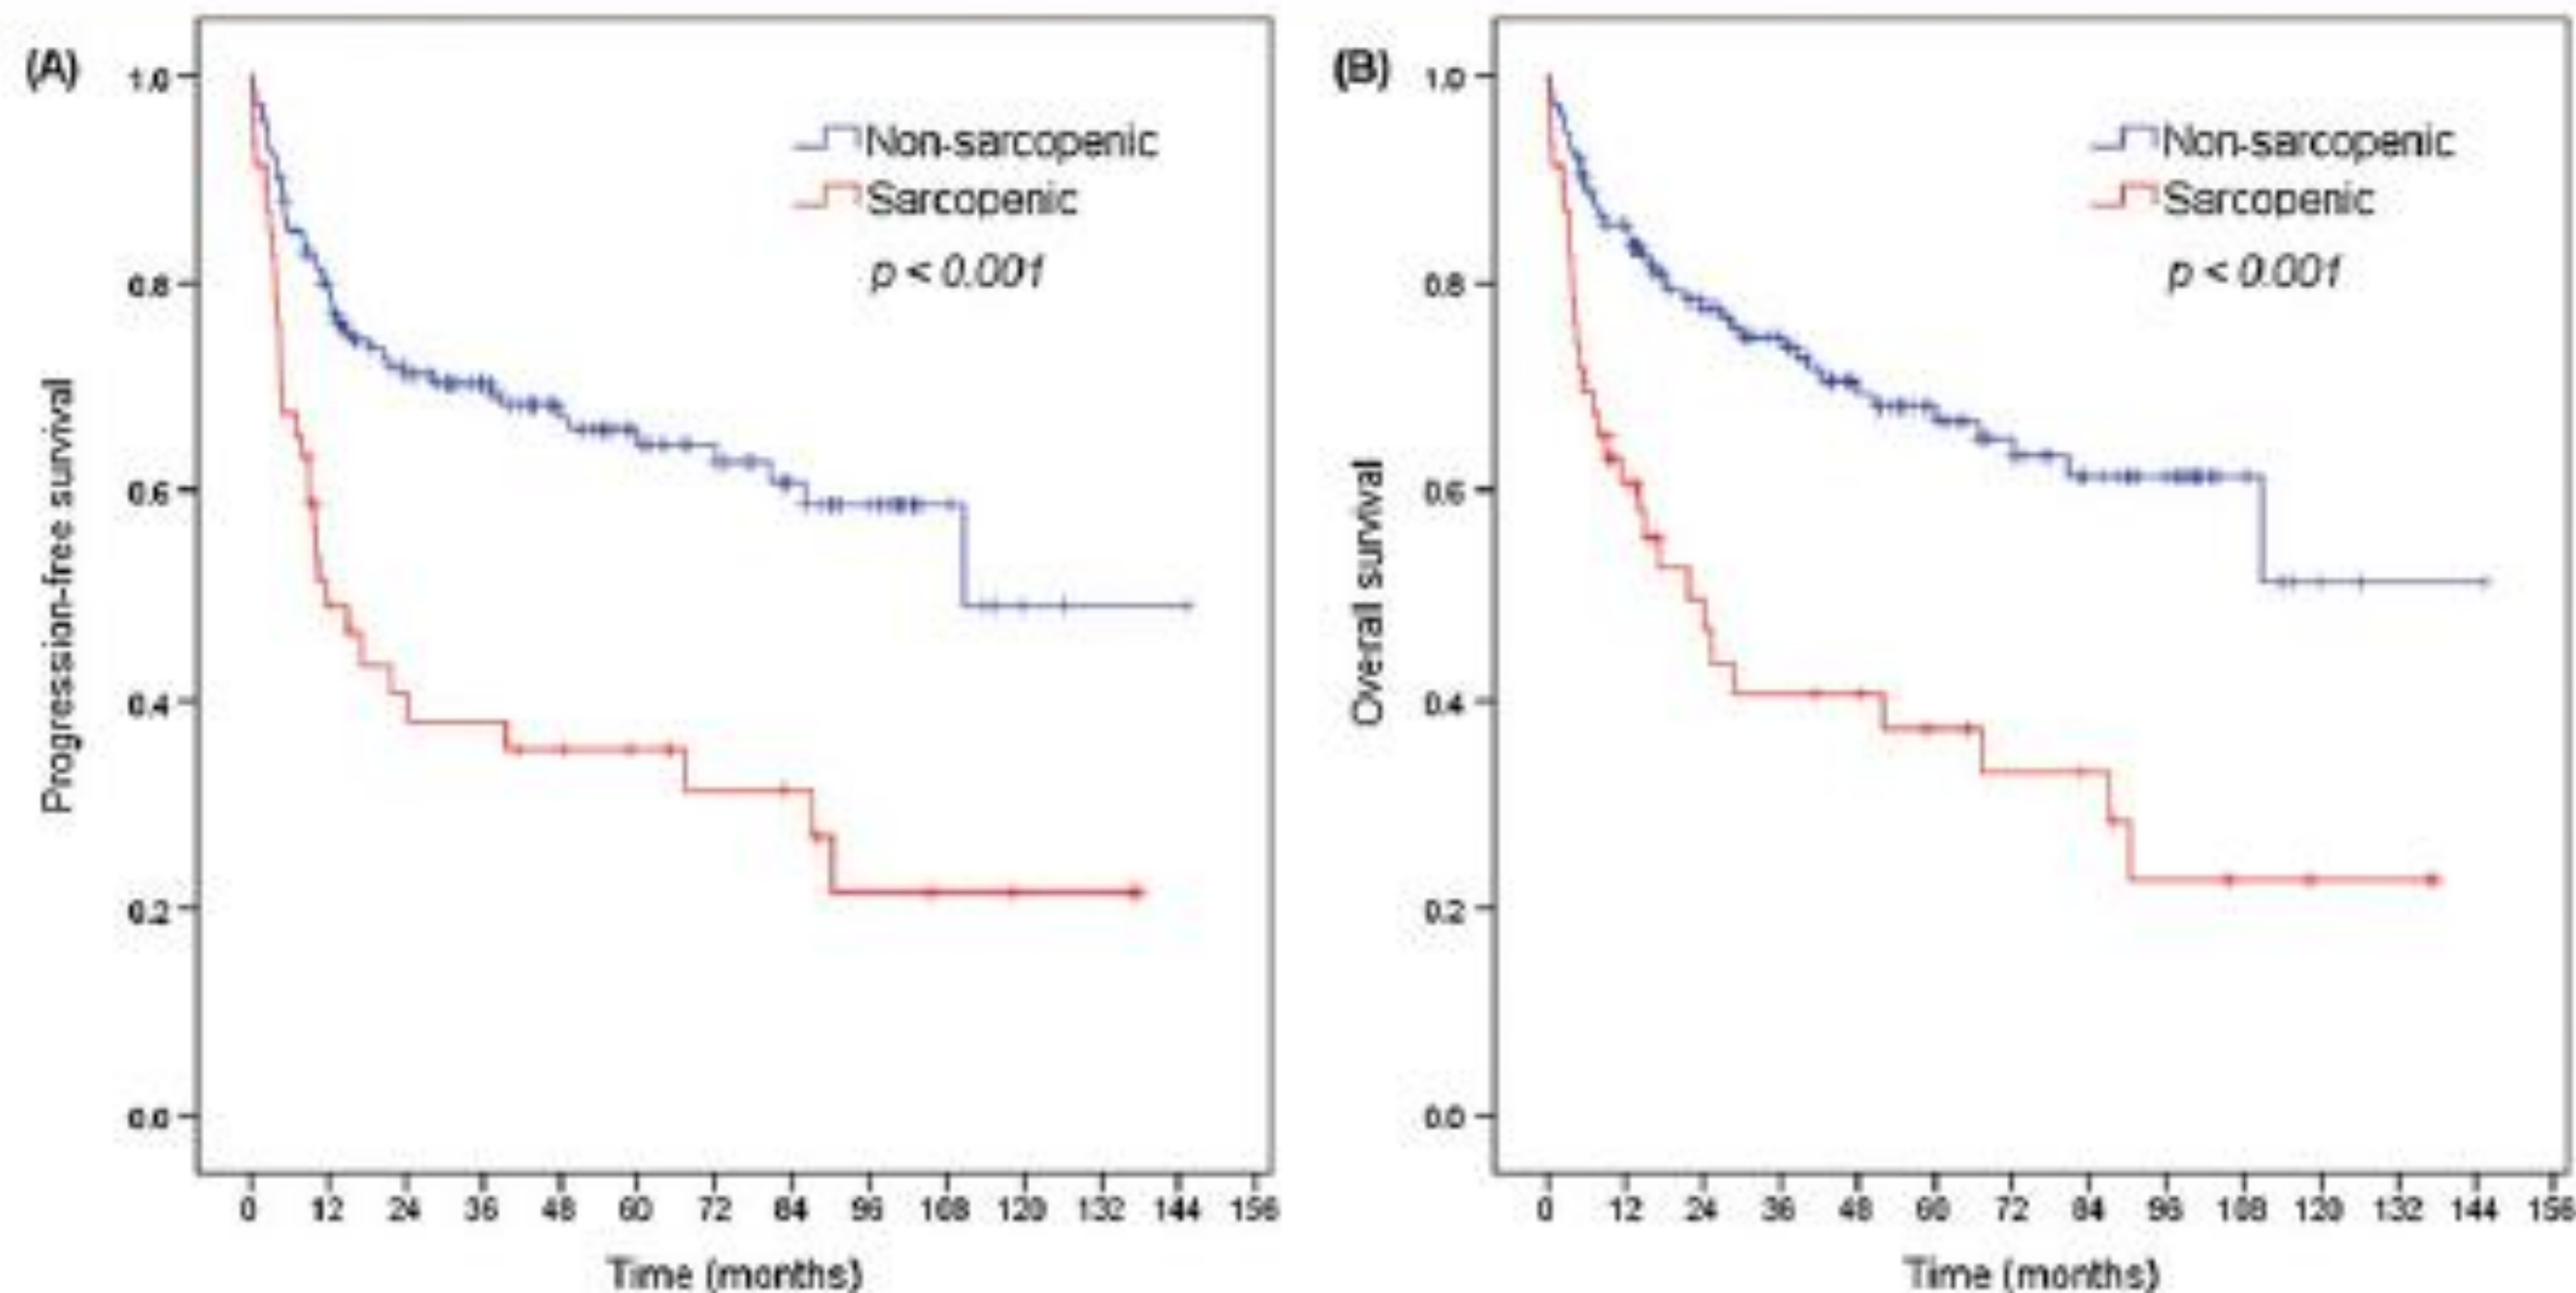 (A)
Progression-free survival
1.0
0.8
0.6
0.4
0.2
0.0
Non-sarcopenic
Sarcopenic
p < 0.001
0 12 24 36 48 60 72 84 96 108 120 132 144 156
Time (months)
(B)
Overall survival
1.0
0.8
0.6
0.4
0.2
0.0
Non-sarcopenic
Sarcopenic
p < 0.001
0 12 24 36 48 60 72 84 96 108 120 132 144 156
Time (months)